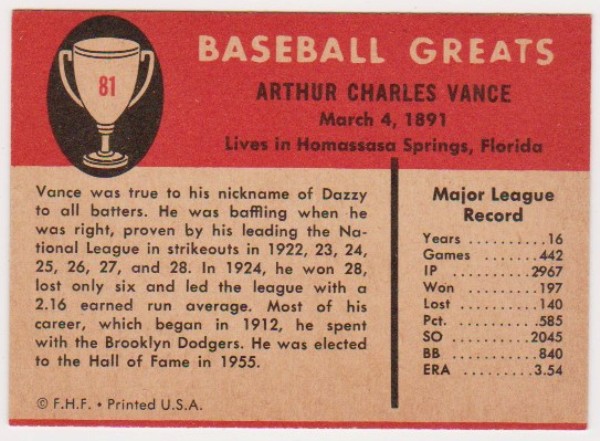 81
BASEBALL GREATS
ARTHUR CHARLES VANCE
March 4, 1891
Lives in Homassasa Springs, Florida
Vance was true to his nickname of Dazzy
to all batters. He was baffling when he
was right, proven by his leading the Na-
tional League in strikeouts in 1922, 23, 24,
25, 26, 27, and 28. In 1924, he won 28,
lost only six and led the league with a
2.16 earned run average. Most of his
career, which began in 1912, he spent
with the Brooklyn Dodgers. He was elected
to the Hall of Fame in 1955.
© F.H.F. • Printed U.S.A.
Major League
Record
Years ..........16
Games ........442
IP ............2967
Won ..........197
Lost ..........140
Pct. ..........585
SO ..........2045
BB ............840
ERA ..........3.54